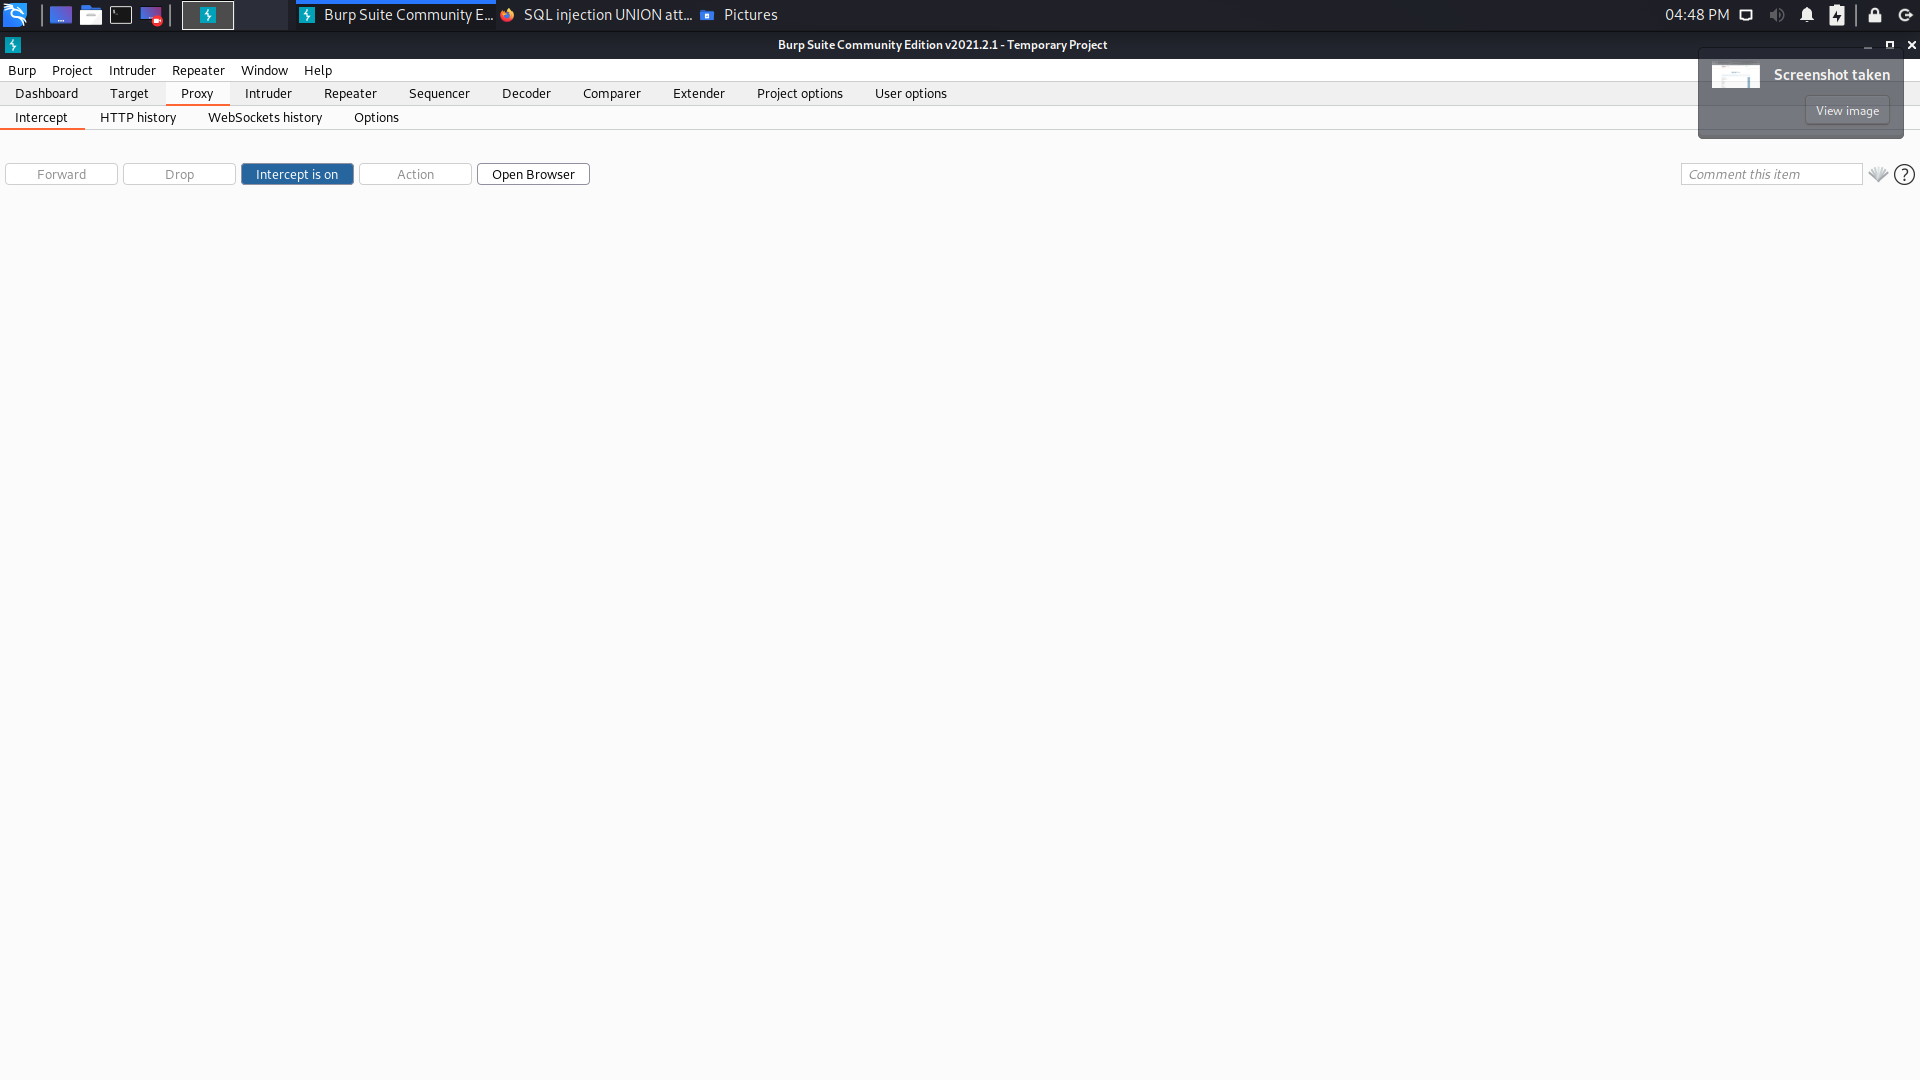 Burp Suite Community E... SQL injection UNION att... Pictures 04:48 PM
Burp Suite Community Edition v2021.2.1 - Temporary Project
Burp Project Intruder Repeater Window Help
Screenshot taken
Dashboard Target Proxy Intruder Repeater Sequencer Decoder Comparer Extender Project options User options
View image
Intercept HTTP history WebSockets history Options
Forward Drop Intercept is on Action Open Browser Comment this item ?